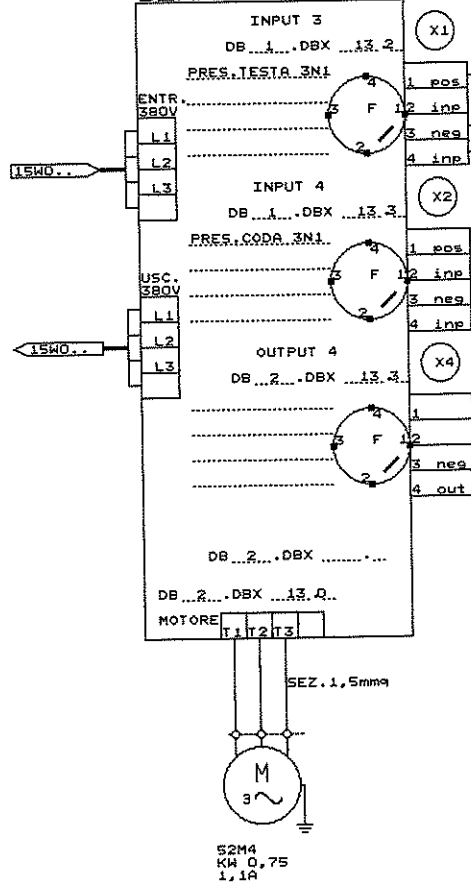 INPUT 3
X1
DB 1 .DBX 13.2
PRES.TESTA 3N1
1 pos
2 inp
3 neg
4 inp
4
3 F 1
2
ENTR.
380V
L1
L2
L3
15W0..
INPUT 4
X2
DB 1 .DBX 13.3
PRES.CODA 3N1
1 pos
2 inp
3 neg
4 inp
4
3 F 1
2
USC.
380V
L1
L2
L3
15W0..
OUTPUT 4
X4
DB 2 .DBX 13.3
1
2
3 neg
4 out
4
3 F 1
2
DB 2 .DBX .
DB 2 .DBX 13.0
MOTORE T1 T2 T3
SEZ.1,5mmq
M
3~
52M4
KW 0,75
1,1A